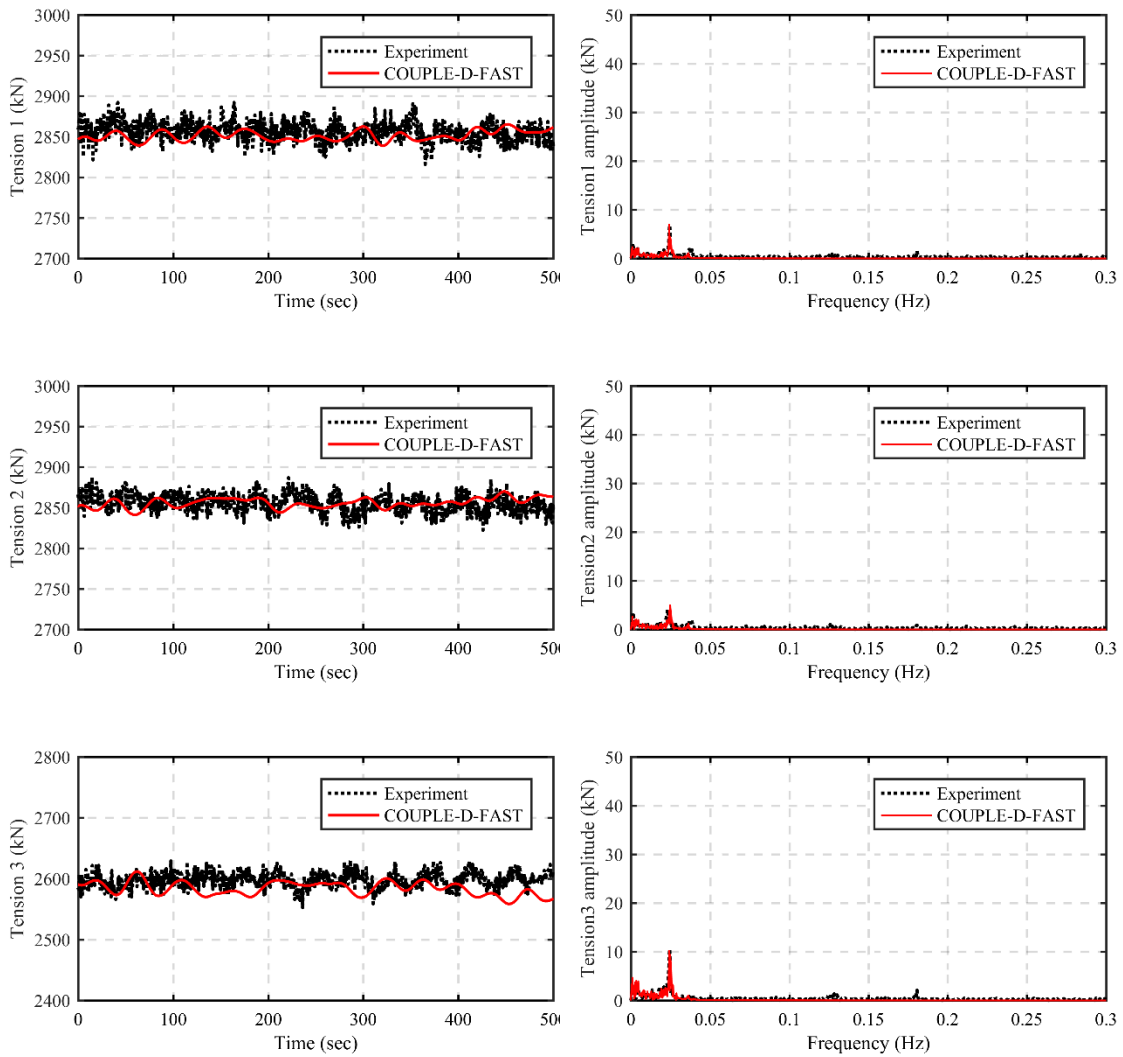 3000
2950
2900
2850
2800
2750
2700
Tension 1 (kN)
Experiment
COUPLE-D-FAST
0 100 200 300 400 500
Time (sec)
50
40
30
20
10
0
Tension1 amplitude (kN)
Experiment
COUPLE-D-FAST
0 0.05 0.1 0.15 0.2 0.25 0.3
Frequency (Hz)
3000
2950
2900
2850
2800
2750
2700
Tension 2 (kN)
Experiment
COUPLE-D-FAST
0 100 200 300 400 500
Time (sec)
50
40
30
20
10
0
Tension2 amplitude (kN)
Experiment
COUPLE-D-FAST
0 0.05 0.1 0.15 0.2 0.25 0.3
Frequency (Hz)
2800
2700
2600
2500
2400
Tension 3 (kN)
Experiment
COUPLE-D-FAST
0 100 200 300 400 500
Time (sec)
50
40
30
20
10
0
Tension3 amplitude (kN)
Experiment
COUPLE-D-FAST
0 0.05 0.1 0.15 0.2 0.25 0.3
Frequency (Hz)